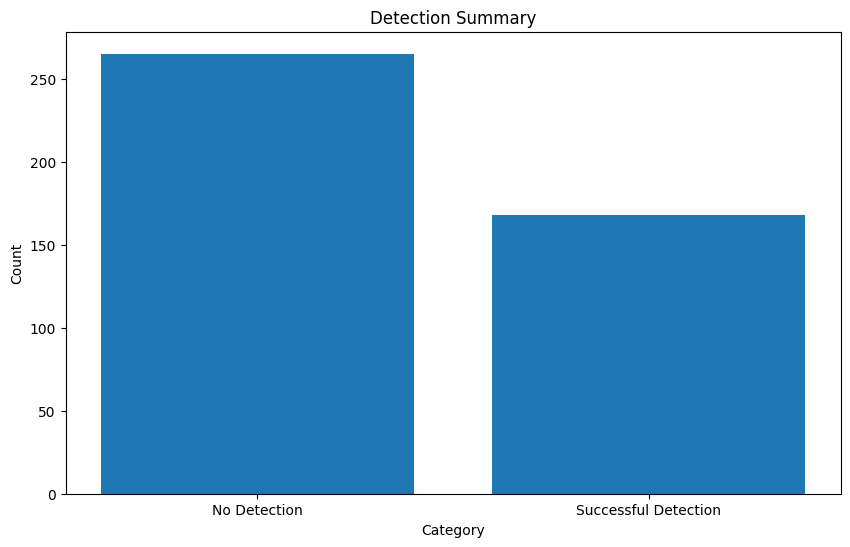 Detection Summary
250
200
150
100
50
0
Count
No Detection
Successful Detection
Category